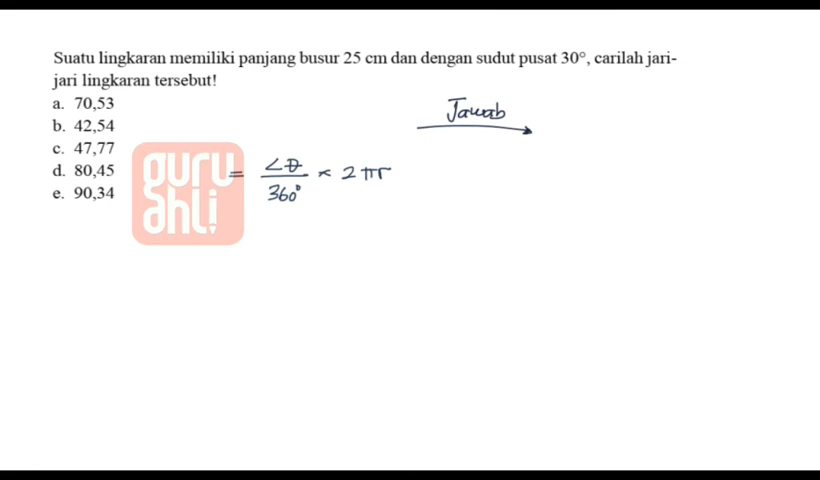 Suatu lingkaran memiliki panjang busur 25 cm dan dengan sudut pusat 30°, carilah jari-
jari lingkaran tersebut!
a. 70,53
b. 42,54
c. 47,77
d. 80,45
e. 90,34
Jawab
guru
ahli
= ∠θ/360° × 2πr